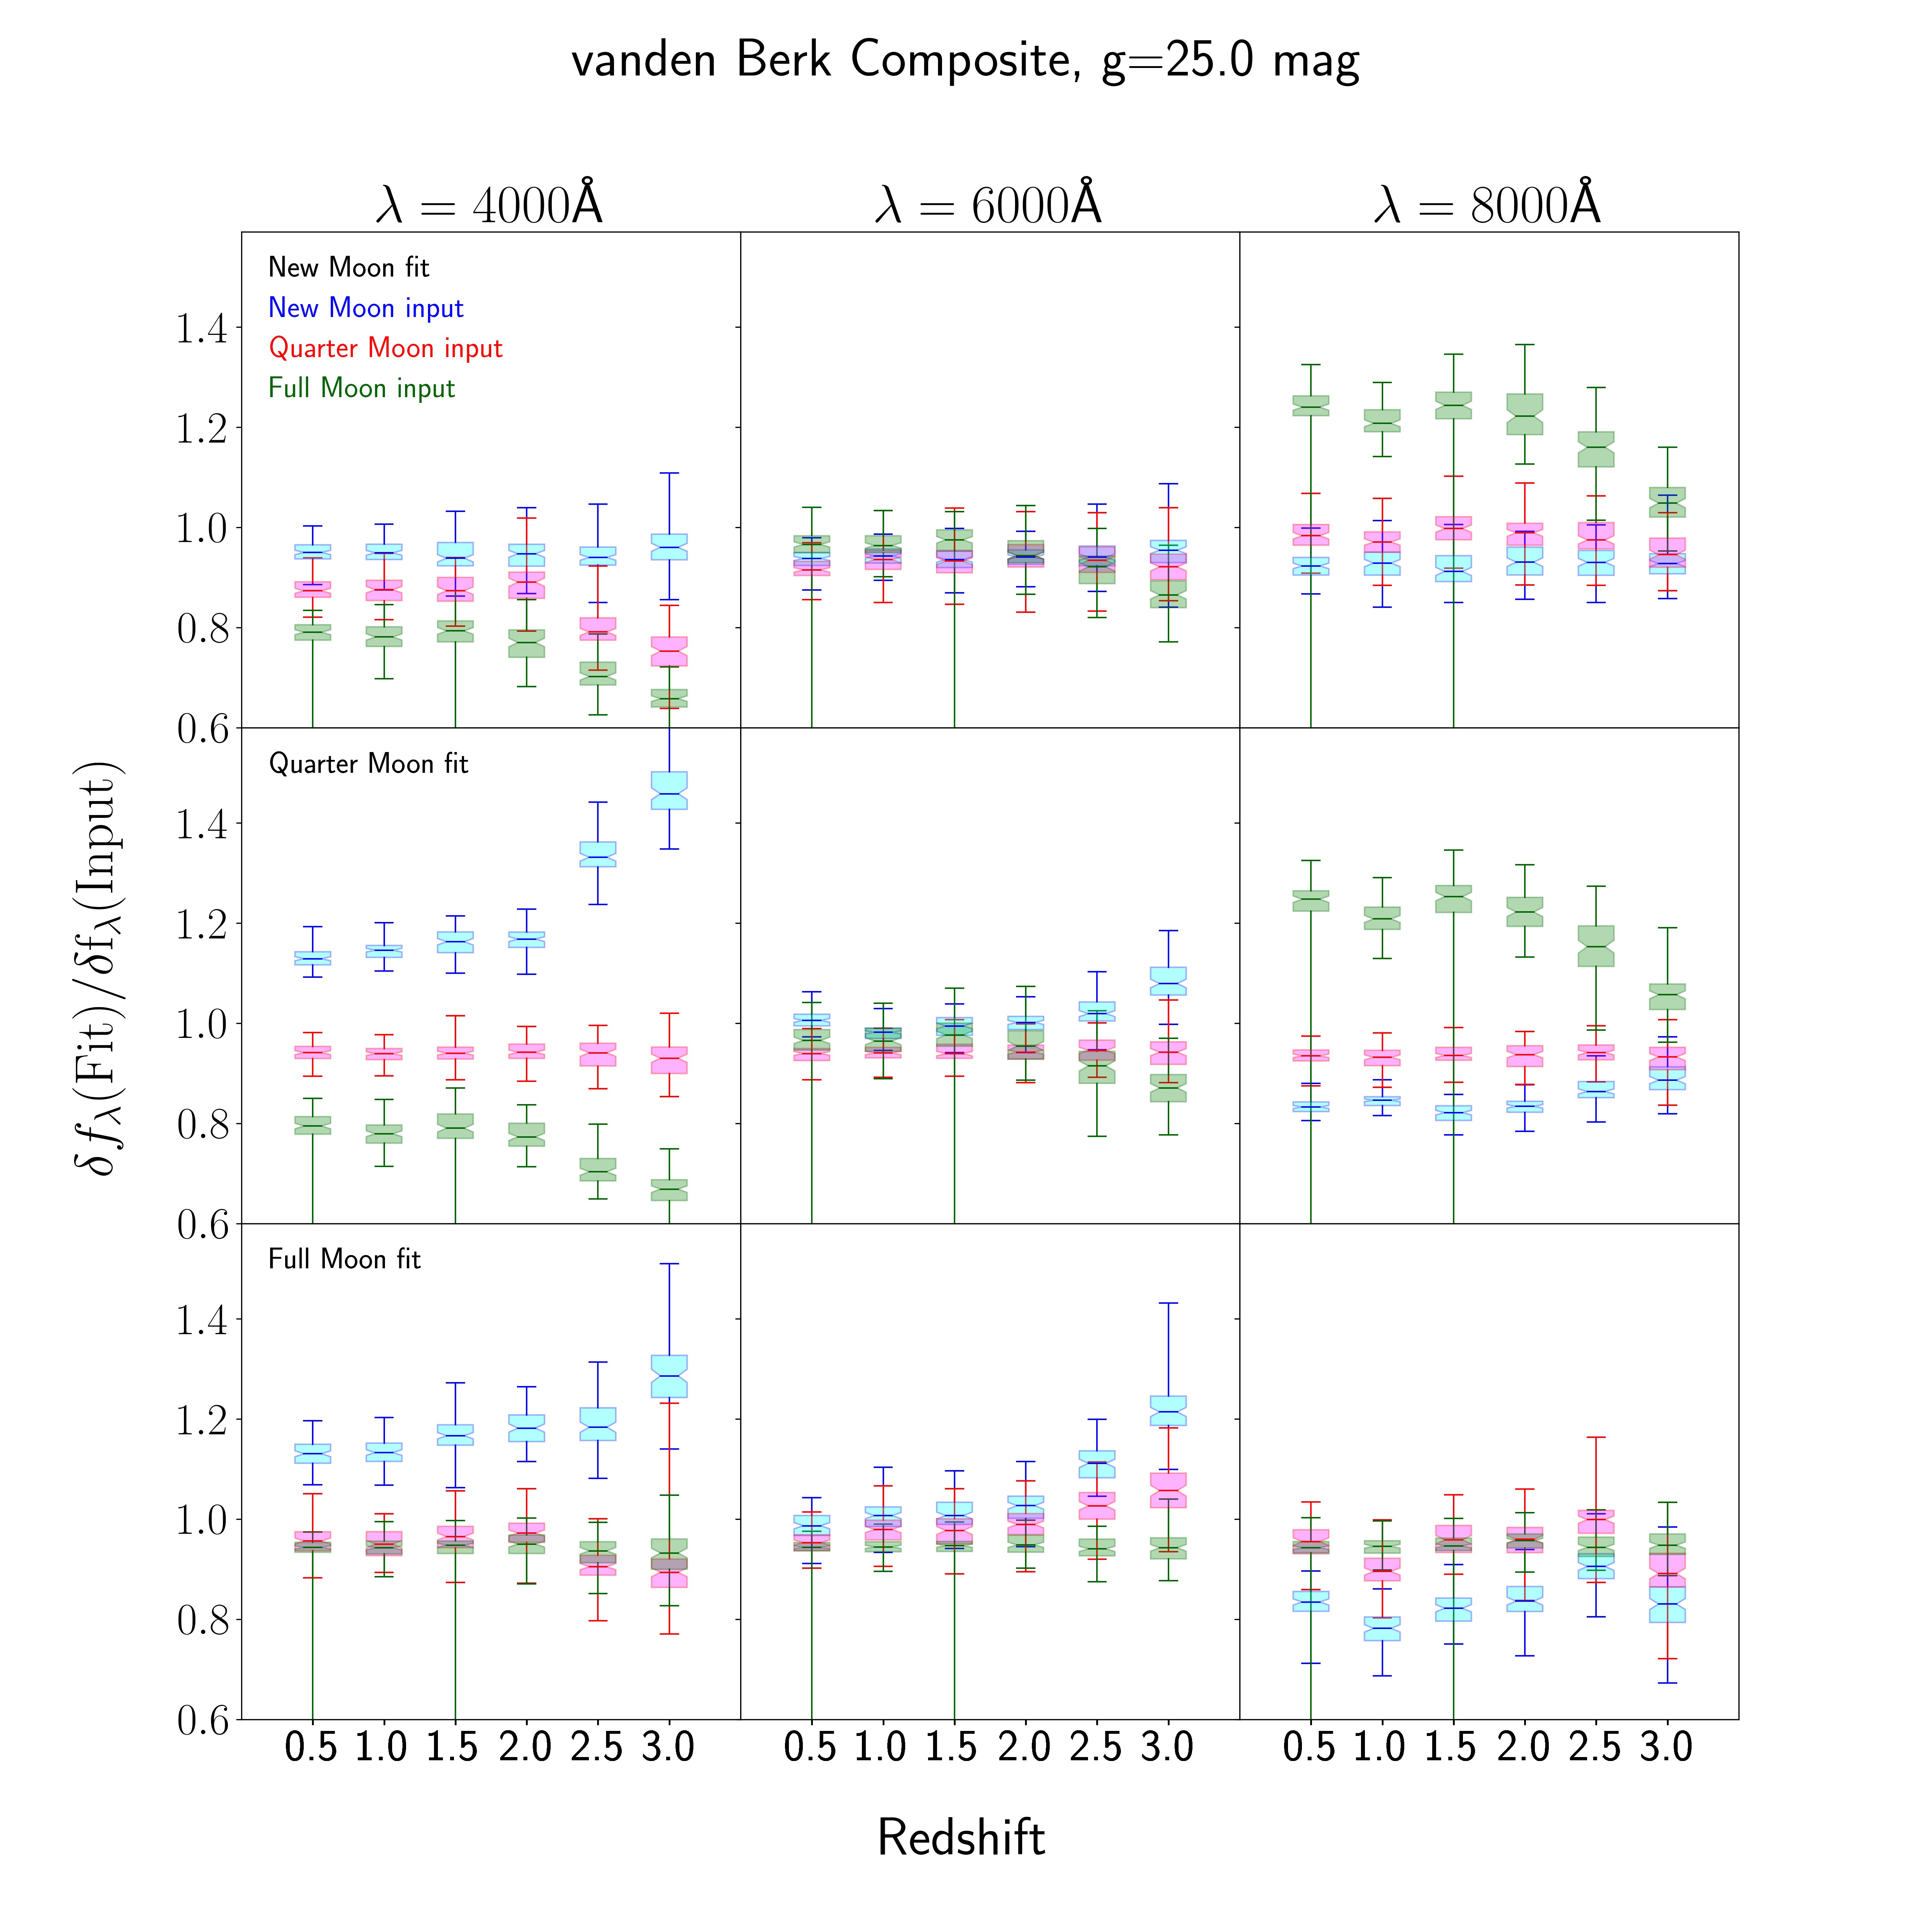 vanden Berk Composite, g=25.0 mag
λ = 4000Å λ = 6000Å λ = 8000Å
New Moon fit
New Moon input
Quarter Moon input
Full Moon input
1.4
1.2
1.0
0.8
0.6
Quarter Moon fit
1.4
1.2
1.0
0.8
0.6
Full Moon fit
1.4
1.2
1.0
0.8
0.6
δf_λ(Fit)/δf_λ(Input)
0.5 1.0 1.5 2.0 2.5 3.0 0.5 1.0 1.5 2.0 2.5 3.0 0.5 1.0 1.5 2.0 2.5 3.0
Redshift